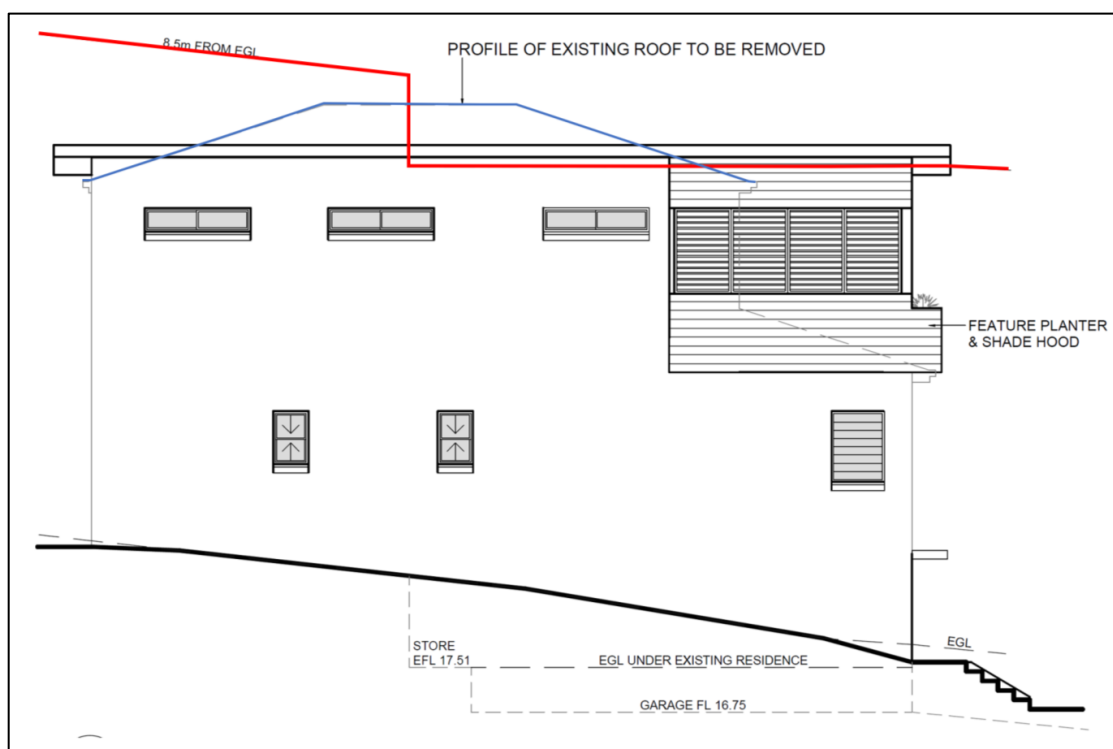 8.5m FROM EGL
PROFILE OF EXISTING ROOF TO BE REMOVED
FEATURE PLANTER
& SHADE HOOD
EGL
STORE
EFL 17.51
EGL UNDER EXISTING RESIDENCE
GARAGE FL 16.75